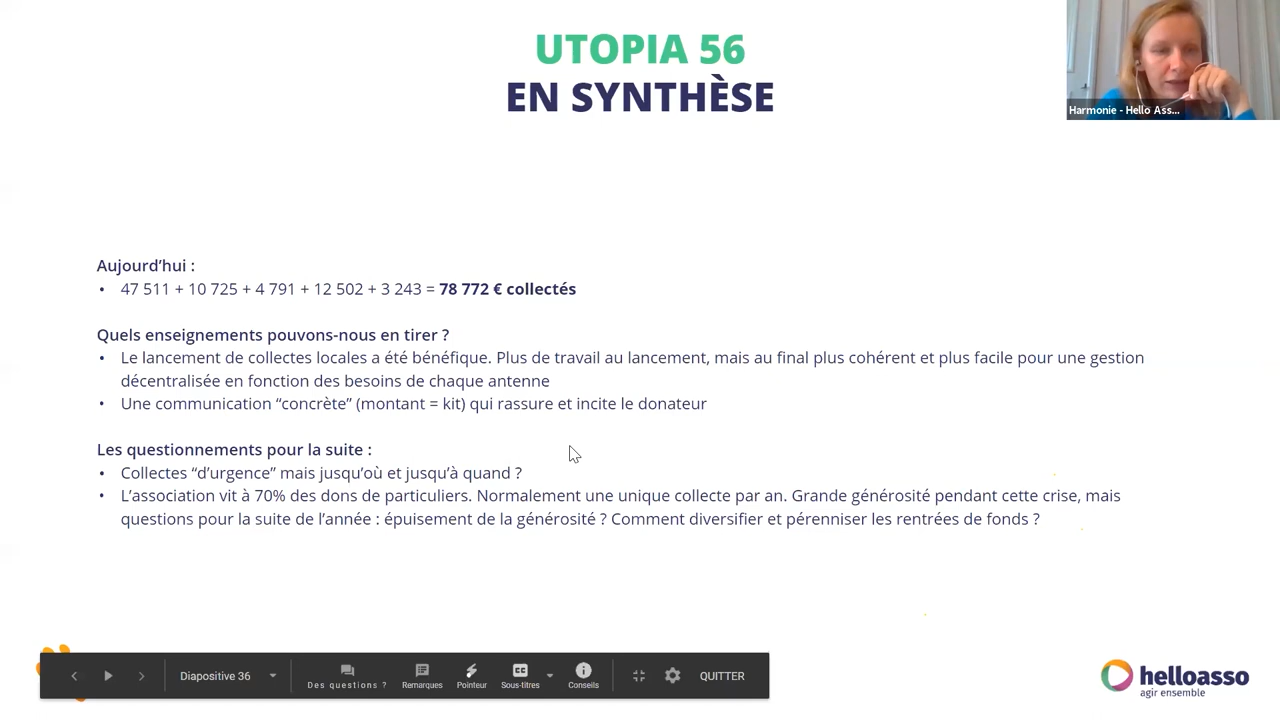 UTOPIA 56
EN SYNTHÈSE
Harmonie - Hello Ass...
Aujourd’hui :
• 47 511 + 10 725 + 4 791 + 12 502 + 3 243 = 78 772 € collectés
Quels enseignements pouvons-nous en tirer ?
• Le lancement de collectes locales a été bénéfique. Plus de travail au lancement, mais au final plus cohérent et plus facile pour une gestion
décentralisée en fonction des besoins de chaque antenne
• Une communication “concrète” (montant = kit) qui rassure et incite le donateur
Les questionnements pour la suite :
• Collectes “d’urgence” mais jusqu’où et jusqu’à quand ?
• L’association vit à 70% des dons de particuliers. Normalement une unique collecte par an. Grande générosité pendant cette crise, mais
questions pour la suite de l’année : épuisement de la générosité ? Comment diversifier et pérenniser les rentrées de fonds ?
Diapositive 36
Des questions ?
Remarques
Pointeur
CC
Sous-titres
Conseils
QUITTER
helloasso
agir ensemble